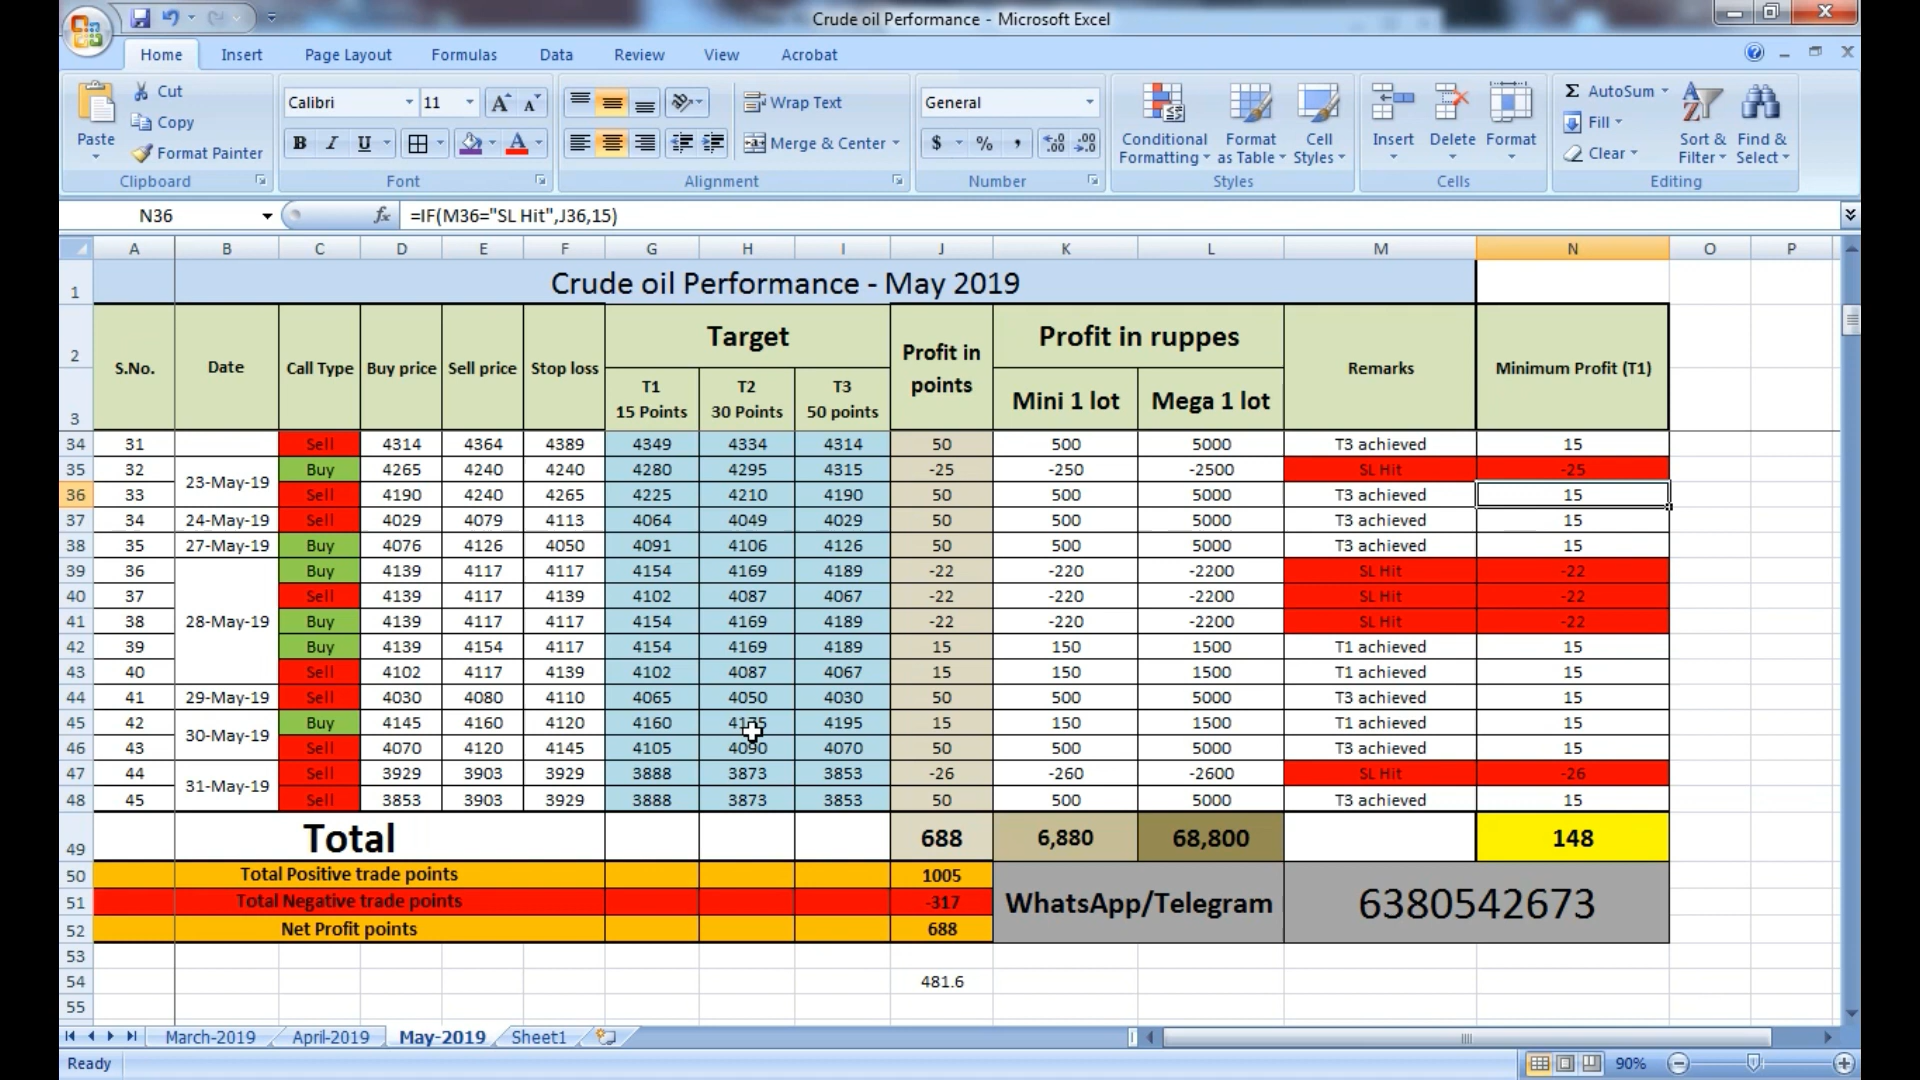 Crude oil Performance - Microsoft Excel
Home Insert Page Layout Formulas Data Review View Acrobat
Paste Cut Copy Format Painter
Calibri 11
B I U
Wrap Text
Merge & Center
General
$ % ,
Conditional Formatting Format as Table Cell Styles
Insert Delete Format
Σ AutoSum Fill Clear
Sort & Filter Find & Select
Clipboard Font Alignment Number Styles Cells Editing
N36 fx =IF(M36="SL Hit",J36,15)
A B C D E F G H I J K L M N O P
1 Crude oil Performance - May 2019
2 S.No. Date Call Type Buy price Sell price Stop loss Target Profit in points Profit in ruppes Remarks Minimum Profit (T1)
3 T1 15 Points T2 30 Points T3 50 points Mini 1 lot Mega 1 lot
34 31 Sell 4314 4364 4389 4349 4334 4314 50 500 5000 T3 achieved 15
35 32 23-May-19 Buy 4265 4240 4240 4280 4295 4315 -25 -250 -2500 SL Hit -25
36 33 Sell 4190 4240 4265 4225 4210 4190 50 500 5000 T3 achieved 15
37 34 24-May-19 Sell 4029 4079 4113 4064 4049 4029 50 500 5000 T3 achieved 15
38 35 27-May-19 Buy 4076 4126 4050 4091 4106 4126 50 500 5000 T3 achieved 15
39 36 Buy 4139 4117 4117 4154 4169 4189 -22 -220 -2200 SL Hit -22
40 37 Sell 4139 4117 4139 4102 4087 4067 -22 -220 -2200 SL Hit -22
41 38 28-May-19 Buy 4139 4117 4117 4154 4169 4189 -22 -220 -2200 SL Hit -22
42 39 Buy 4139 4154 4117 4154 4169 4189 15 150 1500 T1 achieved 15
43 40 Sell 4102 4117 4139 4102 4087 4067 15 150 1500 T1 achieved 15
44 41 29-May-19 Sell 4030 4080 4110 4065 4050 4030 50 500 5000 T3 achieved 15
45 42 30-May-19 Buy 4145 4160 4120 4160 4175 4195 15 150 1500 T1 achieved 15
46 43 Sell 4070 4120 4145 4105 4090 4070 50 500 5000 T3 achieved 15
47 44 31-May-19 Sell 3929 3903 3929 3888 3873 3853 -26 -260 -2600 SL Hit -26
48 45 Sell 3853 3903 3929 3888 3873 3853 50 500 5000 T3 achieved 15
49 Total 688 6,880 68,800 148
50 Total Positive trade points 1005
51 Total Negative trade points -317 WhatsApp/Telegram 6380542673
52 Net Profit points 688
53
54 481.6
55
March-2019 April-2019 May-2019 Sheet1
Ready 90%